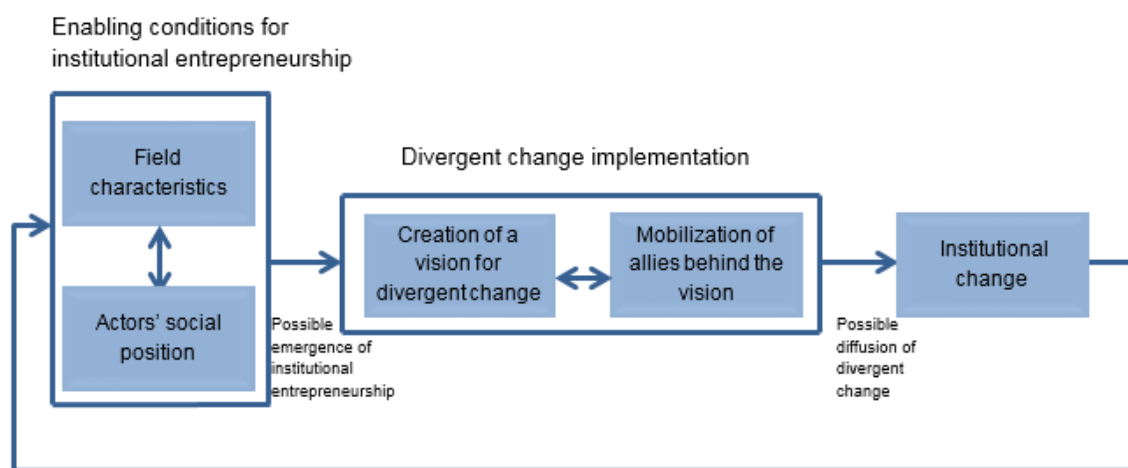 Enabling conditions for
institutional entrepreneurship
Field
characteristics
Actors' social
position
Possible
emergence of
institutional
entrepreneurship
Divergent change implementation
Creation of a
vision for
divergent change
Mobilization of
allies behind the
vision
Possible
diffusion of
divergent
change
Institutional
change